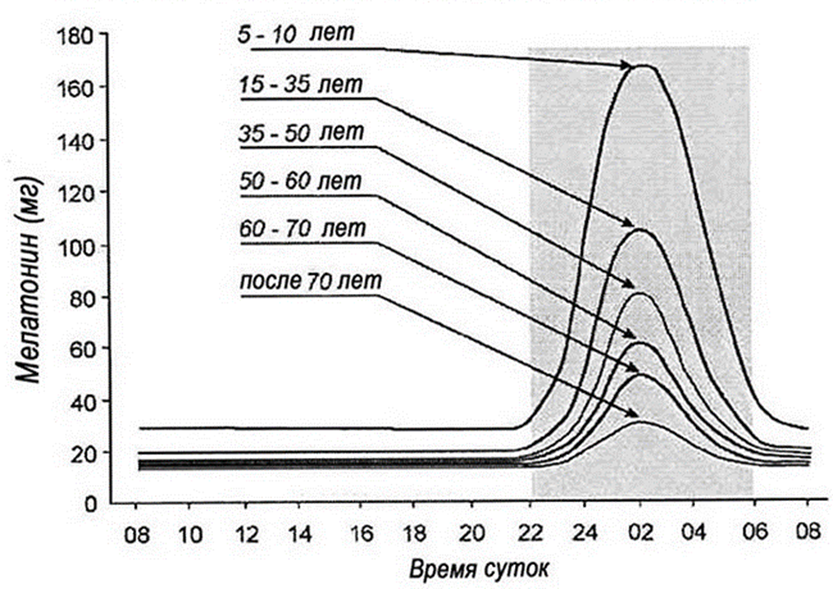 Мелатонин (мг)
180
160
140
120
100
80
60
40
20
0
5 - 10 лет
15 - 35 лет
35 - 50 лет
50 - 60 лет
60 - 70 лет
после 70 лет
08 10 12 14 16 18 20 22 24 02 04 06 08
Время суток